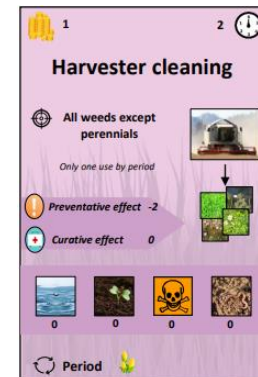 1 2
Harvester cleaning
All weeds except
perennials
Only one use by period
Preventative effect -2
Curative effect 0
0 0 0 0
Period